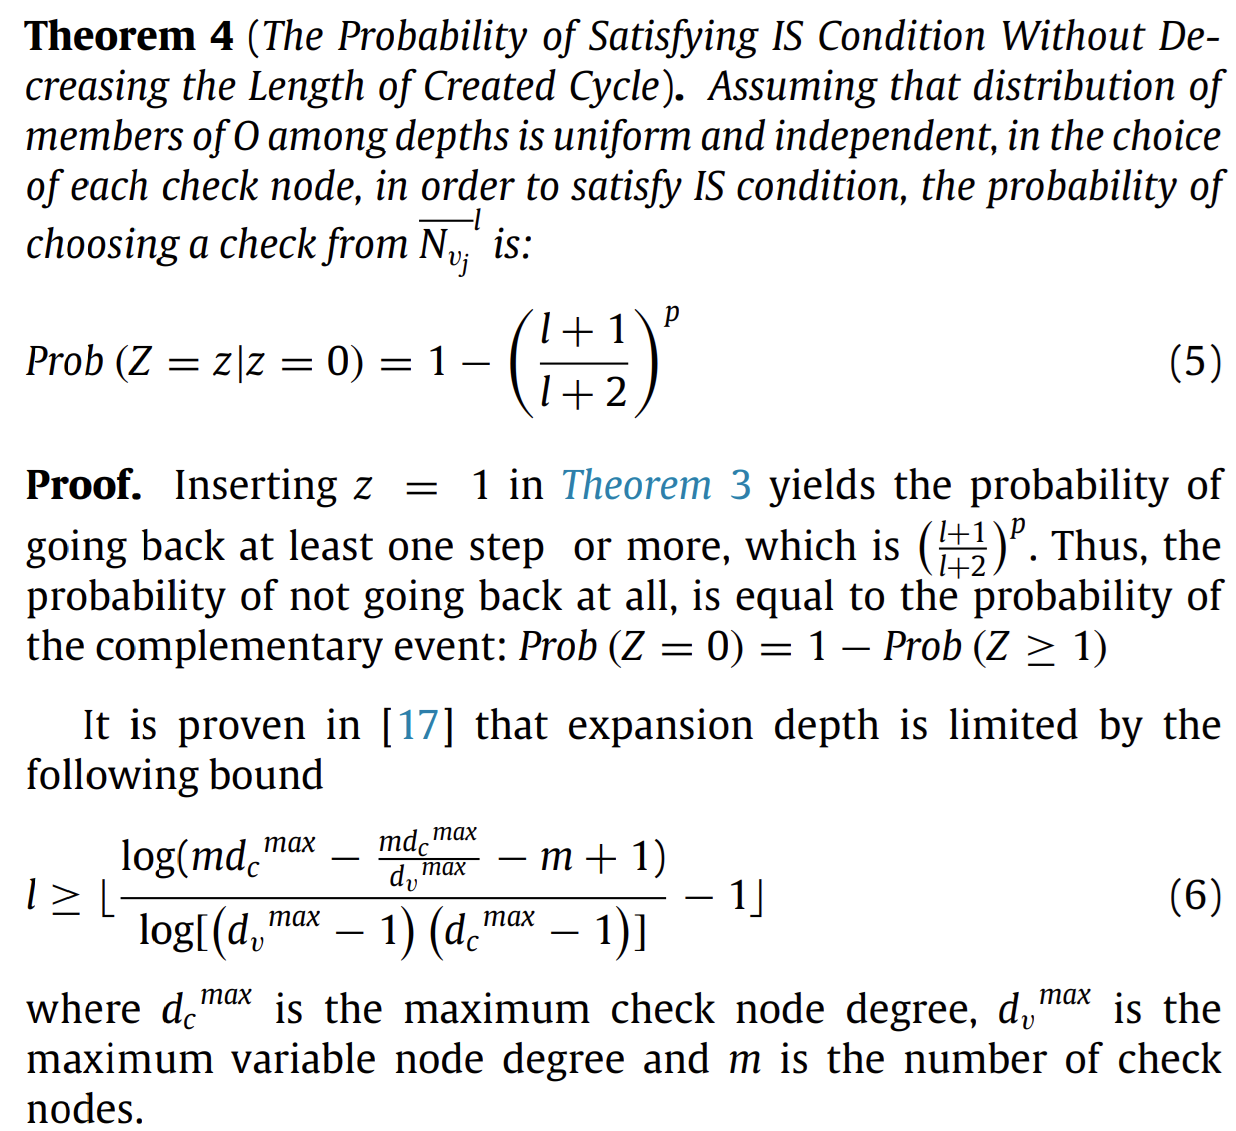 Theorem 4 (The Probability of Satisfying IS Condition Without De-
creasing the Length of Created Cycle). Assuming that distribution of
members of O among depths is uniform and independent, in the choice
of each check node, in order to satisfy IS condition, the probability of
choosing a check from $\overline{N_{v_j}}^l$ is:
$Prob (Z = z|z = 0) = 1 - \left(\frac{l+1}{l+2}\right)^p$ (5)
Proof. Inserting z = 1 in Theorem 3 yields the probability of
going back at least one step or more, which is $\left(\frac{l+1}{l+2}\right)^p$. Thus, the
probability of not going back at all, is equal to the probability of
the complementary event: Prob (Z = 0) = 1 − Prob (Z ≥ 1)
It is proven in [17] that expansion depth is limited by the
following bound
$l \geq \lfloor \frac{\log(m{d_c}^{max} - \frac{m{d_c}^{max}}{{d_v}^{max}} - m + 1)}{\log[({d_v}^{max} - 1)({d_c}^{max} - 1)]} - 1 \rfloor$ (6)
where ${d_c}^{max}$ is the maximum check node degree, ${d_v}^{max}$ is the
maximum variable node degree and m is the number of check
nodes.